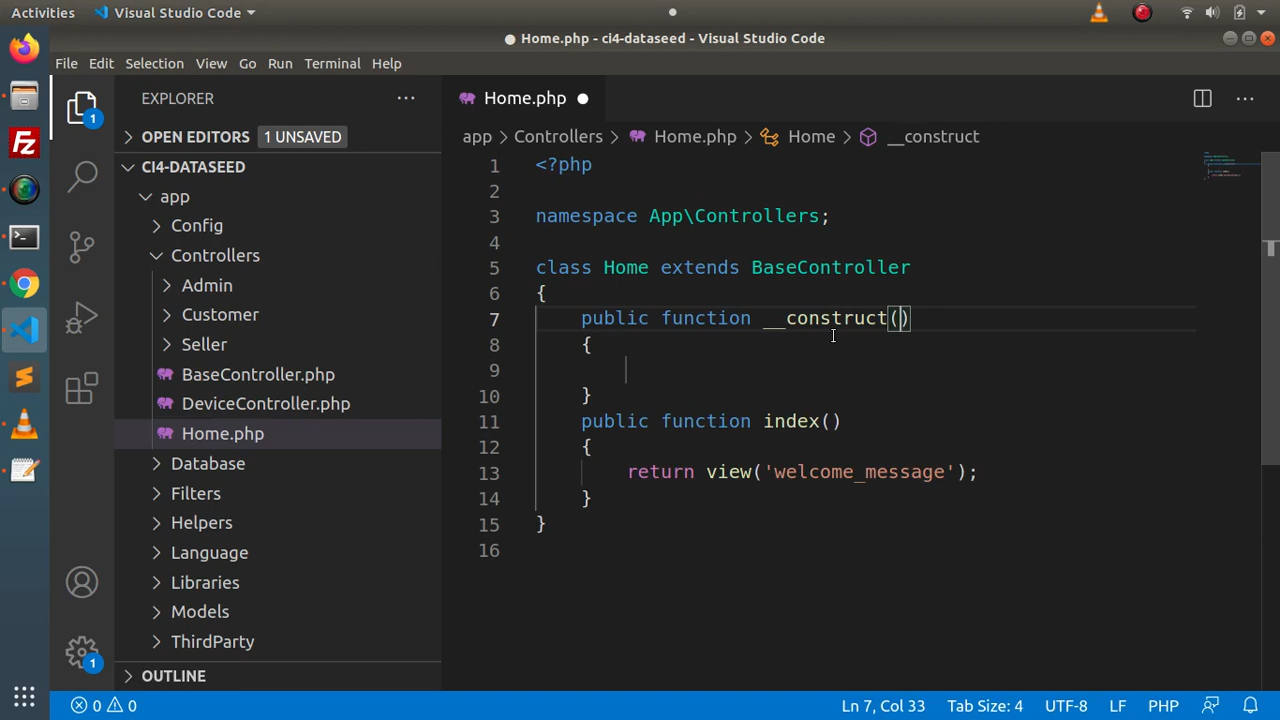 Activities Visual Studio Code
Home.php - ci4-dataseed - Visual Studio Code
File Edit Selection View Go Run Terminal Help
EXPLORER
Home.php
OPEN EDITORS 1 UNSAVED
app > Controllers > Home.php > Home > __construct
CI4-DATASEED
app
Config
Controllers
Admin
Customer
Seller
BaseController.php
DeviceController.php
Home.php
Database
Filters
Helpers
Language
Libraries
Models
ThirdParty
OUTLINE
1
1
1 <?php
2
3 namespace App\Controllers;
4
5 class Home extends BaseController
6 {
7 public function __construct()
8 {
9
10 }
11 public function index()
12 {
13 return view('welcome_message');
14 }
15 }
16
0 0 Ln 7, Col 33 Tab Size: 4 UTF-8 LF PHP